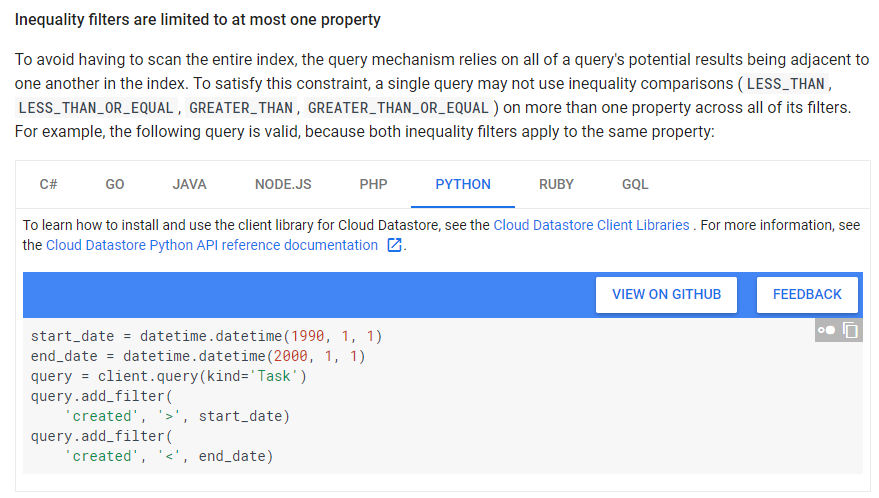 Inequality filters are limited to at most one property
To avoid having to scan the entire index, the query mechanism relies on all of a query's potential results being adjacent to
one another in the index. To satisfy this constraint, a single query may not use inequality comparisons ( LESS_THAN ,
LESS_THAN_OR_EQUAL , GREATER_THAN , GREATER_THAN_OR_EQUAL ) on more than one property across all of its filters.
For example, the following query is valid, because both inequality filters apply to the same property:
C# GO JAVA NODE.JS PHP PYTHON RUBY GQL
To learn how to install and use the client library for Cloud Datastore, see the Cloud Datastore Client Libraries . For more information, see
the Cloud Datastore Python API reference documentation .
VIEW ON GITHUB FEEDBACK
start_date = datetime.datetime(1990, 1, 1)
end_date = datetime.datetime(2000, 1, 1)
query = client.query(kind='Task')
query.add_filter(
    'created', '>', start_date)
query.add_filter(
    'created', '<', end_date)